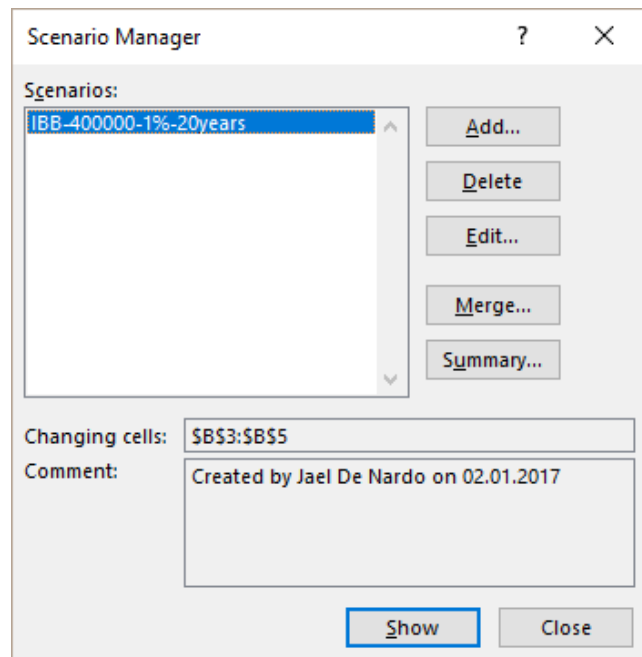 Scenario Manager
?
Scenarios:
IBB-400000-1%-20years
Add...
Delete
Edit...
Merge...
Summary...
Changing cells:
$B$3:$B$5
Comment:
Created by Jael De Nardo on 02.01.2017
Show
Close